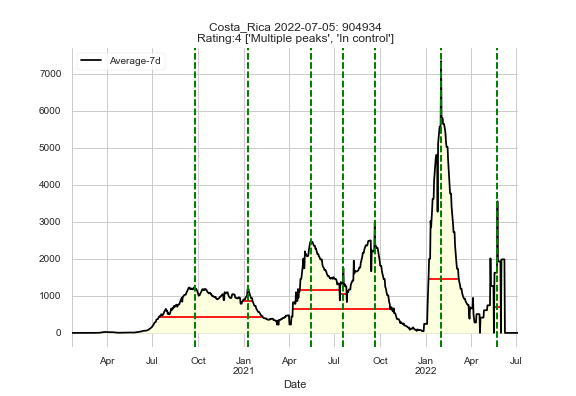 Costa_Rica 2022-07-05: 904934
Rating:4 ['Multiple peaks', 'In control']
Average-7d
7000
6000
5000
4000
3000
2000
1000
0
Apr Jul Oct Jan Apr Jul Oct Jan Apr Jul
2021 2022
Date